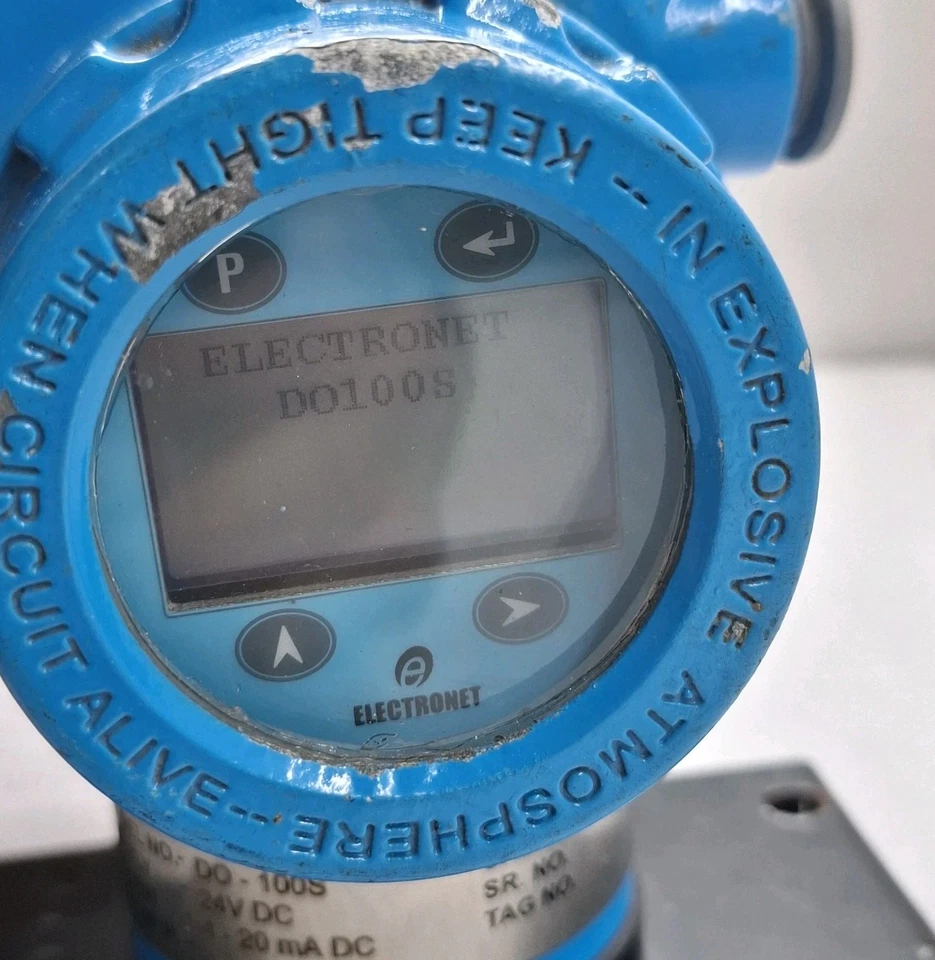 KEEP TIGHT WHEN CIRCUIT ALIVE -- IN EXPLOSIVE ATMOSPHERE. --
P
ELECTRONET
DO100S
e
ELECTRONET
NO.- DO - 100S
24V DC
- 20 mA DC
SR. NO.
TAG NO.